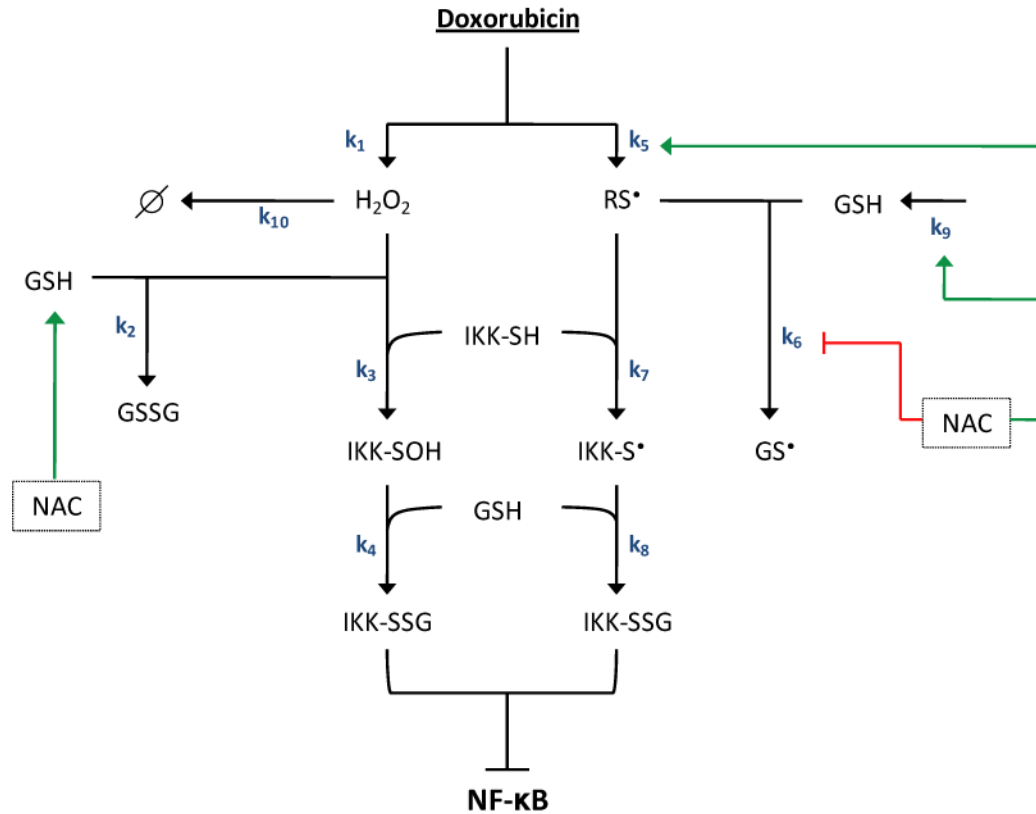 Doxorubicin
k₁
k₅
∅
k₁₀
H₂O₂
RS•
GSH
k₉
GSH
k₂
IKK-SH
k₆
k₃
k₇
GSSG
NAC
IKK-SOH
IKK-S•
GS•
NAC
GSH
k₄
k₈
IKK-SSG
IKK-SSG
NF-κB